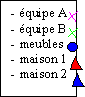 - équipe A
- équipe B
- meubles
- maison 1
- maison 2